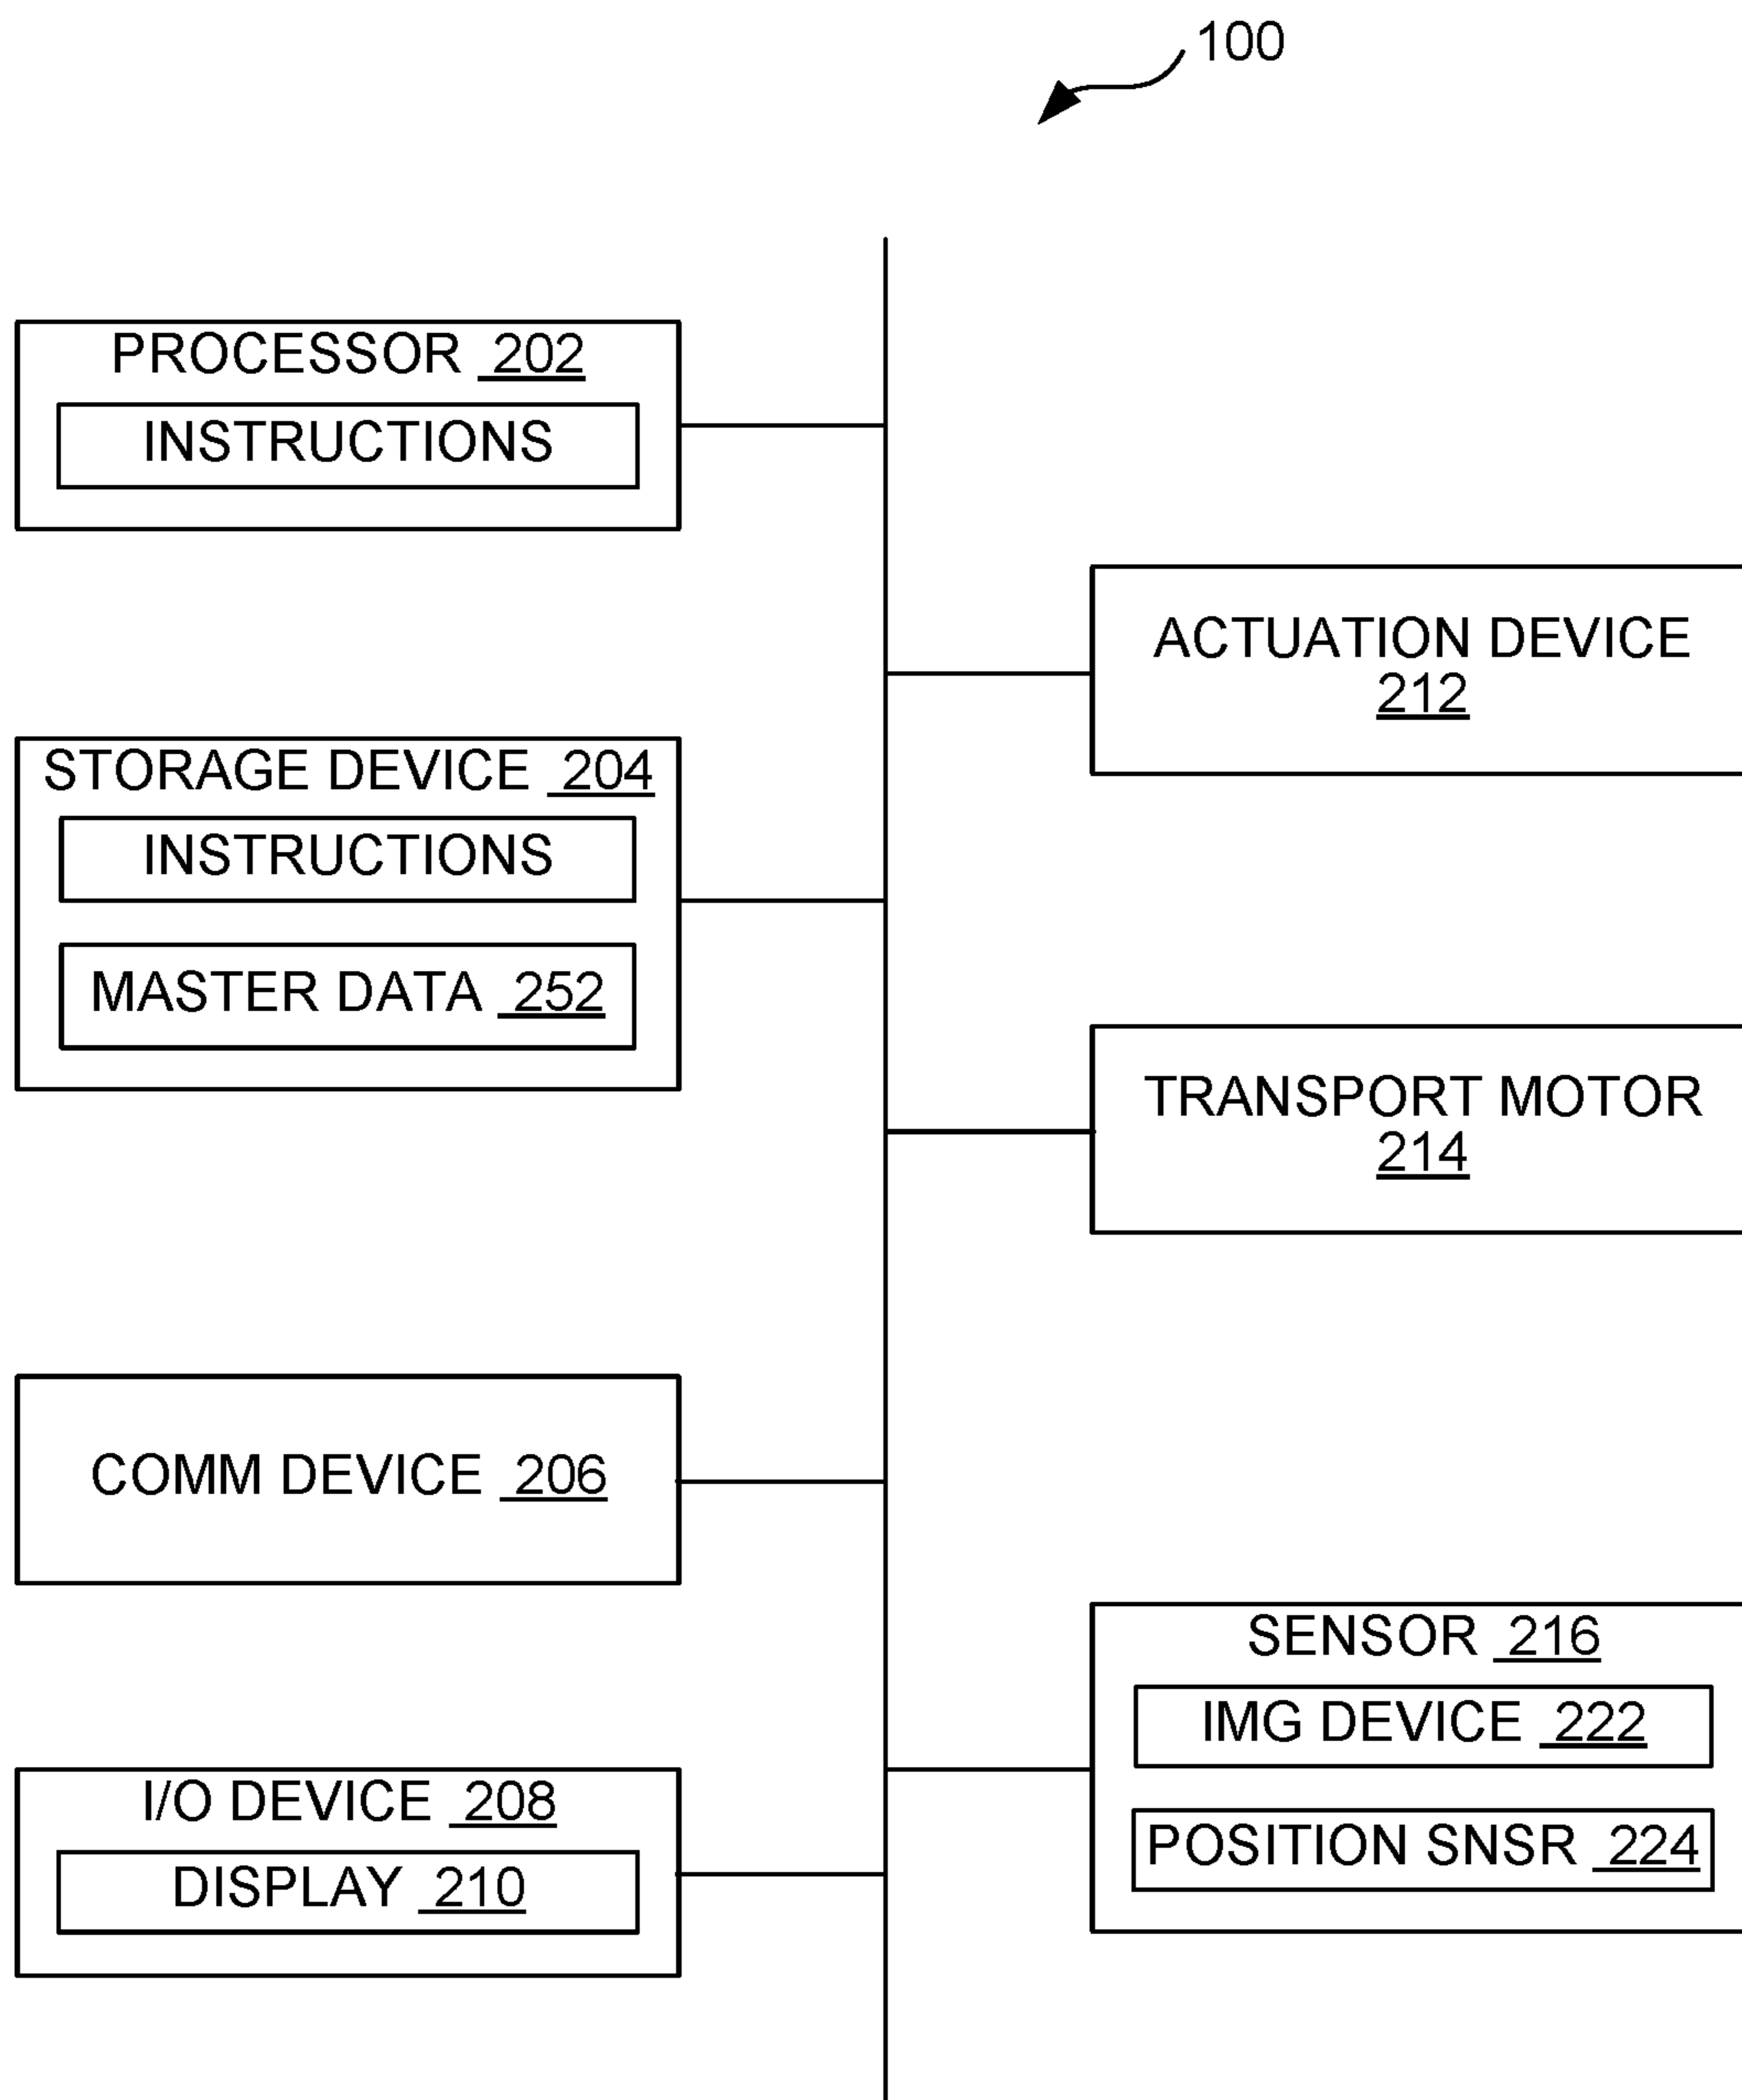 100
PROCESSOR 202
INSTRUCTIONS
STORAGE DEVICE 204
INSTRUCTIONS
MASTER DATA 252
COMM DEVICE 206
I/O DEVICE 208
DISPLAY 210
ACTUATION DEVICE
212
TRANSPORT MOTOR
214
SENSOR 216
IMG DEVICE 222
POSITION SNSR 224